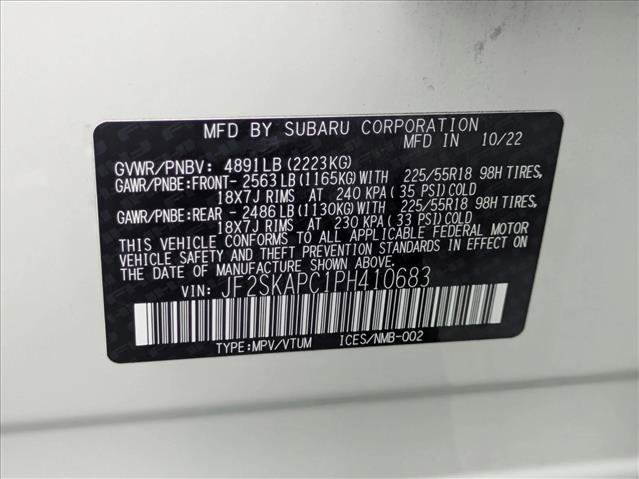 MFD BY SUBARU CORPORATION
MFD IN 10/22
GVWR/PNBV: 4891LB (2223KG)
GAWR/PNBE:FRONT- 2563LB (1165KG) WITH 225/55R18 98H TIRES,
18X7J RIMS AT 240 KPA (35 PSI) COLD
GAWR/PNBE:REAR - 2486LB (1130KG) WITH 225/55R18 98H TIRES,
18X7J RIMS AT 230 KPA (33 PSI) COLD
THIS VEHICLE CONFORMS TO ALL APPLICABLE FEDERAL MOTOR
VEHICLE SAFETY AND THEFT PREVENTION STANDARDS IN EFFECT
ON THE DATE OF MANUFACTURE SHOWN ABOVE.
VIN: JF2SKAPC1PH410683
TYPE:MPV/VTUM ICES/NMB-002